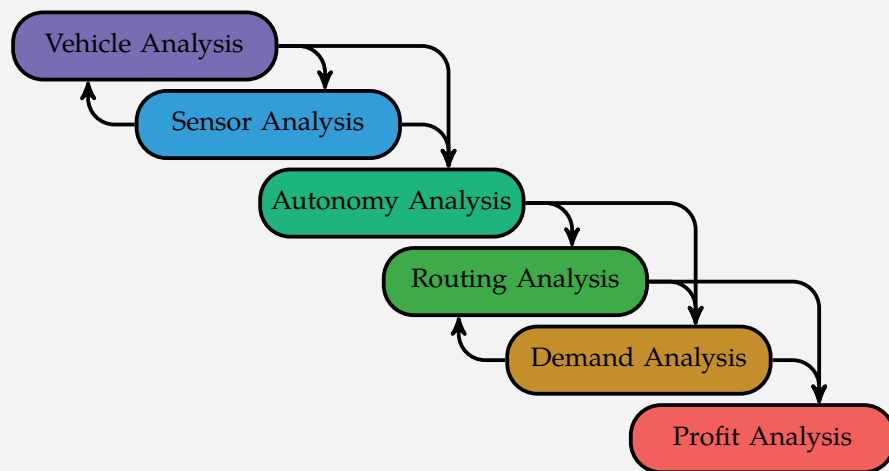 Vehicle Analysis
Sensor Analysis
Autonomy Analysis
Routing Analysis
Demand Analysis
Profit Analysis